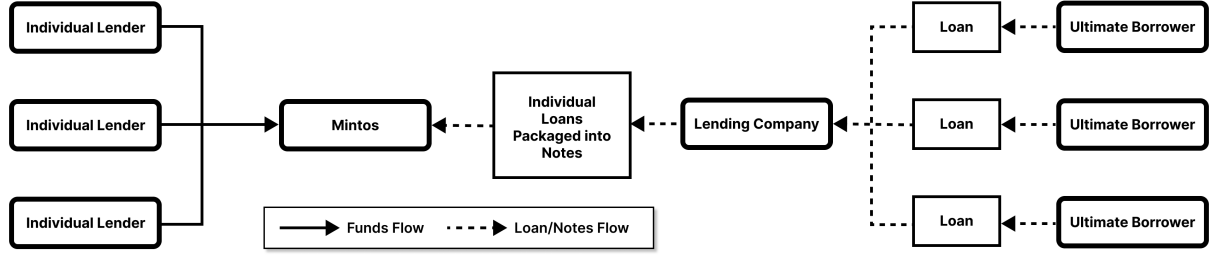 Individual Lender
Individual Lender
Individual Lender
Mintos
Individual
Loans
Packaged into
Notes
Lending Company
Loan
Loan
Loan
Ultimate Borrower
Ultimate Borrower
Ultimate Borrower
Funds Flow
Loan/Notes Flow